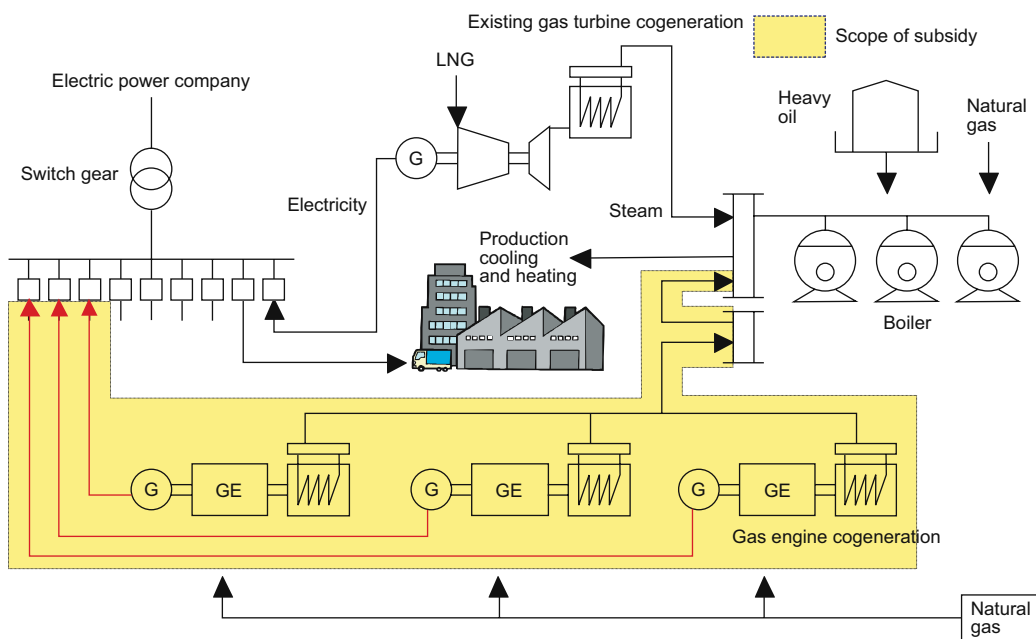 Existing gas turbine cogeneration
Scope of subsidy
LNG
Electric power company
Heavy
oil
Natural
gas
G
Switch gear
Electricity
Steam
Production
cooling
and heating
Boiler
G
GE
G
GE
G
GE
Gas engine cogeneration
Natural
gas